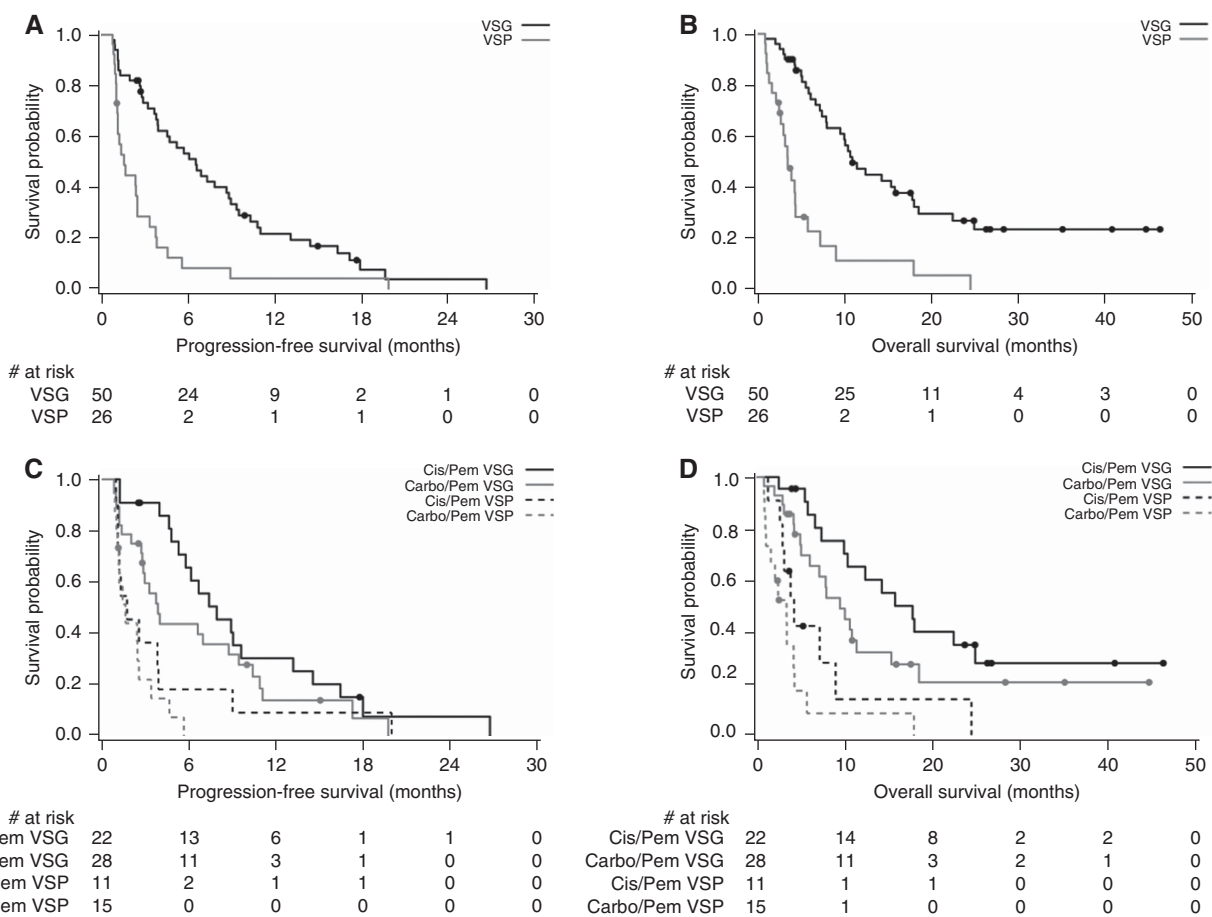 A
VSG
VSP
1.0
0.8
0.6
0.4
0.2
0.0
Survival probability
0 6 12 18 24 30
Progression-free survival (months)
# at risk
VSG 50 24 9 2 1 0
VSP 26 2 1 1 0 0
B
VSG
VSP
1.0
0.8
0.6
0.4
0.2
0.0
Survival probability
0 10 20 30 40 50
Overall survival (months)
# at risk
VSG 50 25 11 4 3 0
VSP 26 2 1 0 0 0
C
Cis/Pem VSG
Carbo/Pem VSG
Cis/Pem VSP
Carbo/Pem VSP
1.0
0.8
0.6
0.4
0.2
0.0
Survival probability
0 6 12 18 24 30
Progression-free survival (months)
# at risk
em VSG 22 13 6 1 1 0
em VSG 28 11 3 1 0 0
em VSP 11 2 1 1 0 0
em VSP 15 0 0 0 0 0
D
Cis/Pem VSG
Carbo/Pem VSG
Cis/Pem VSP
Carbo/Pem VSP
1.0
0.8
0.6
0.4
0.2
0.0
Survival probability
0 10 20 30 40 50
Overall survival (months)
# at risk
Cis/Pem VSG 22 14 8 2 2 0
Carbo/Pem VSG 28 11 3 2 1 0
Cis/Pem VSP 11 1 1 0 0 0
Carbo/Pem VSP 15 1 0 0 0 0